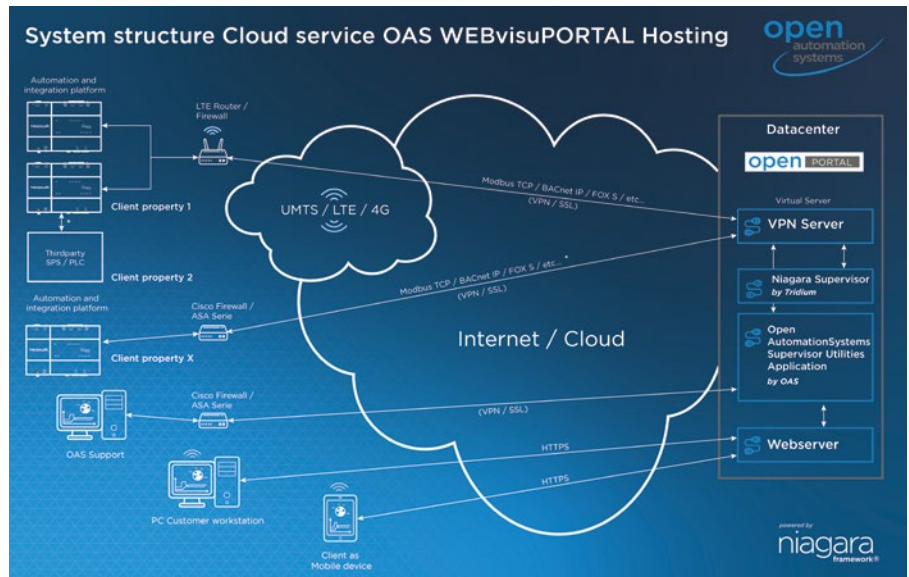 System structure Cloud service OAS WEBvisuPORTAL Hosting
open
automation
systems
Automation and
integration platform
LTE Router /
Firewall
Client property 1
Thirdparty
SPS / PLC
Client property 2
Automation and
integration platform
Cisco Firewall /
ASA Serie
Client property X
Cisco Firewall /
ASA Serie
OAS Support
PC Customer workstation
Client as
Mobile device
UMTS / LTE / 4G
Modbus TCP / BACnet IP / FOX S / etc...
(VPN / SSL)
Modbus TCP / BACnet IP / FOX S / etc... *
(VPN / SSL)
Internet / Cloud
(VPN / SSL)
HTTPS
HTTPS
Datacenter
open PORTAL
Virtual Server
VPN Server
Niagara Supervisor
by Tridium
Open
AutomationSystems
Supervisor Utilities
Application
by OAS
Webserver
powered by
niagara
framework®